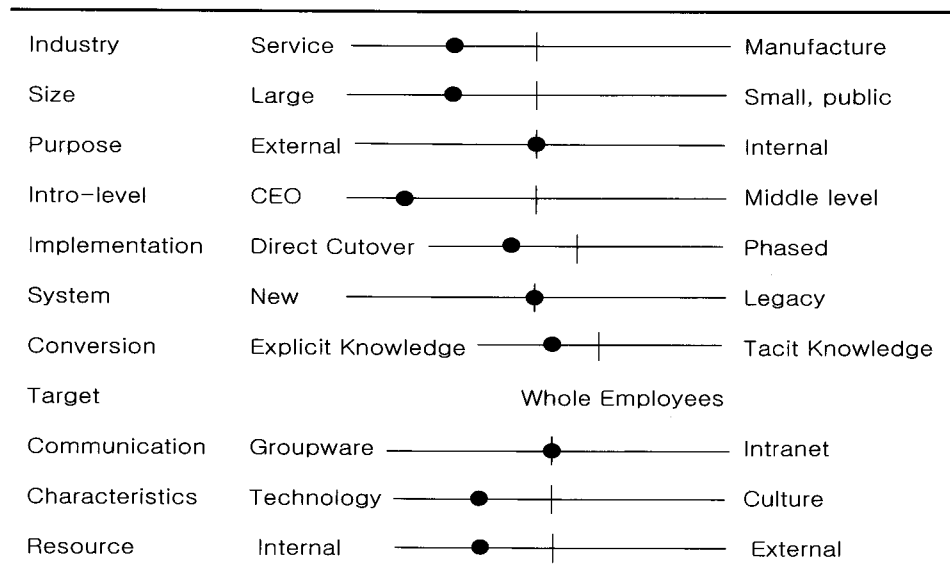 Industry Service Manufacture
Size Large Small, public
Purpose External Internal
Intro-level CEO Middle level
Implementation Direct Cutover Phased
System New Legacy
Conversion Explicit Knowledge Tacit Knowledge
Target Whole Employees
Communication Groupware Intranet
Characteristics Technology Culture
Resource Internal External